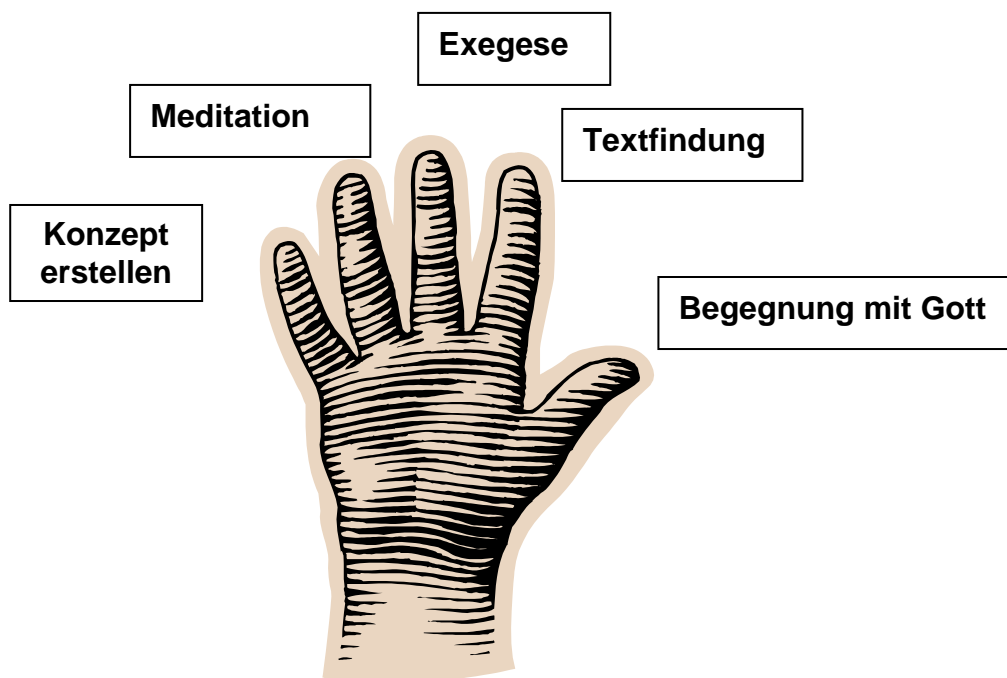 Exegese
Meditation
Textfindung
Konzept
erstellen
Begegnung mit Gott